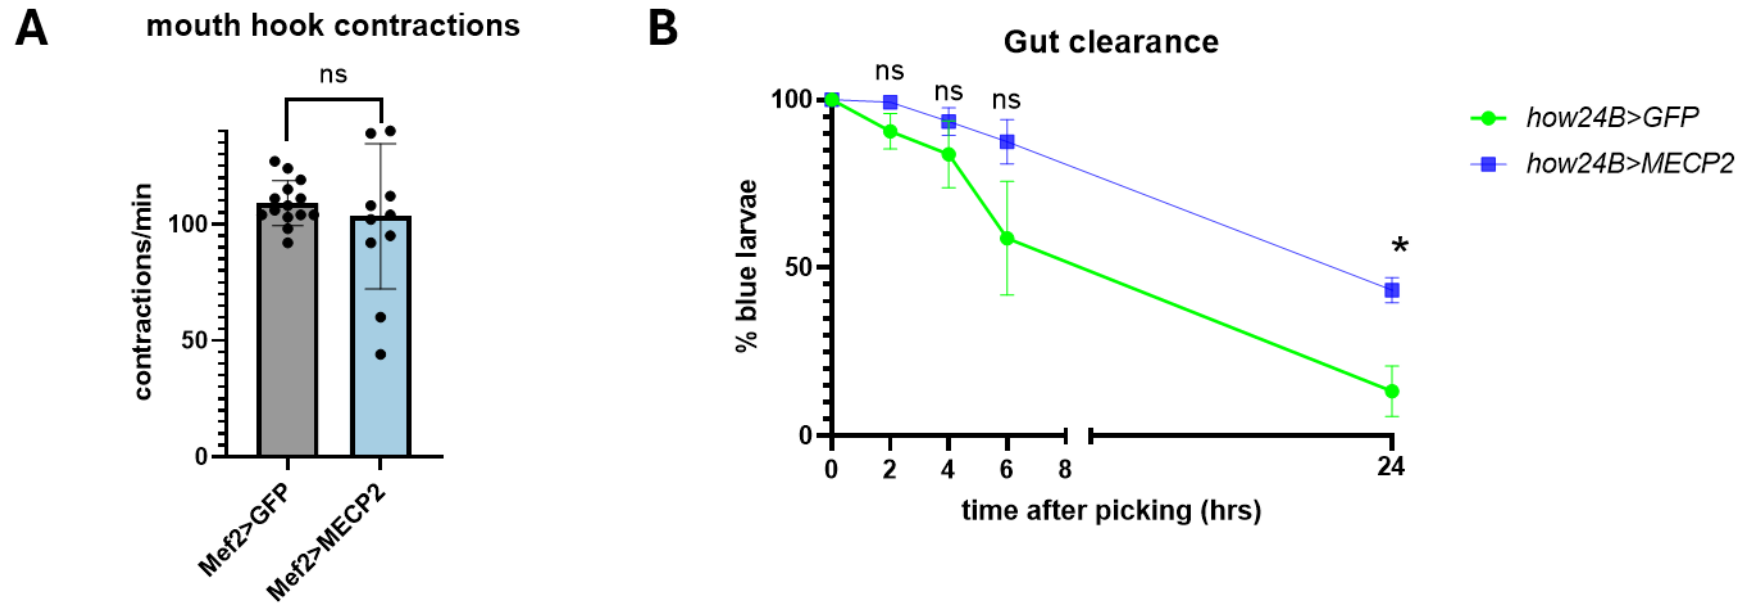 A
mouth hook contractions
ns
contractions/min
100
50
0
Mef2>GFP
Mef2>MECP2
B
Gut clearance
ns
ns
ns
*
% blue larvae
100
50
0
0 2 4 6 8 24
time after picking (hrs)
how24B>GFP
how24B>MECP2